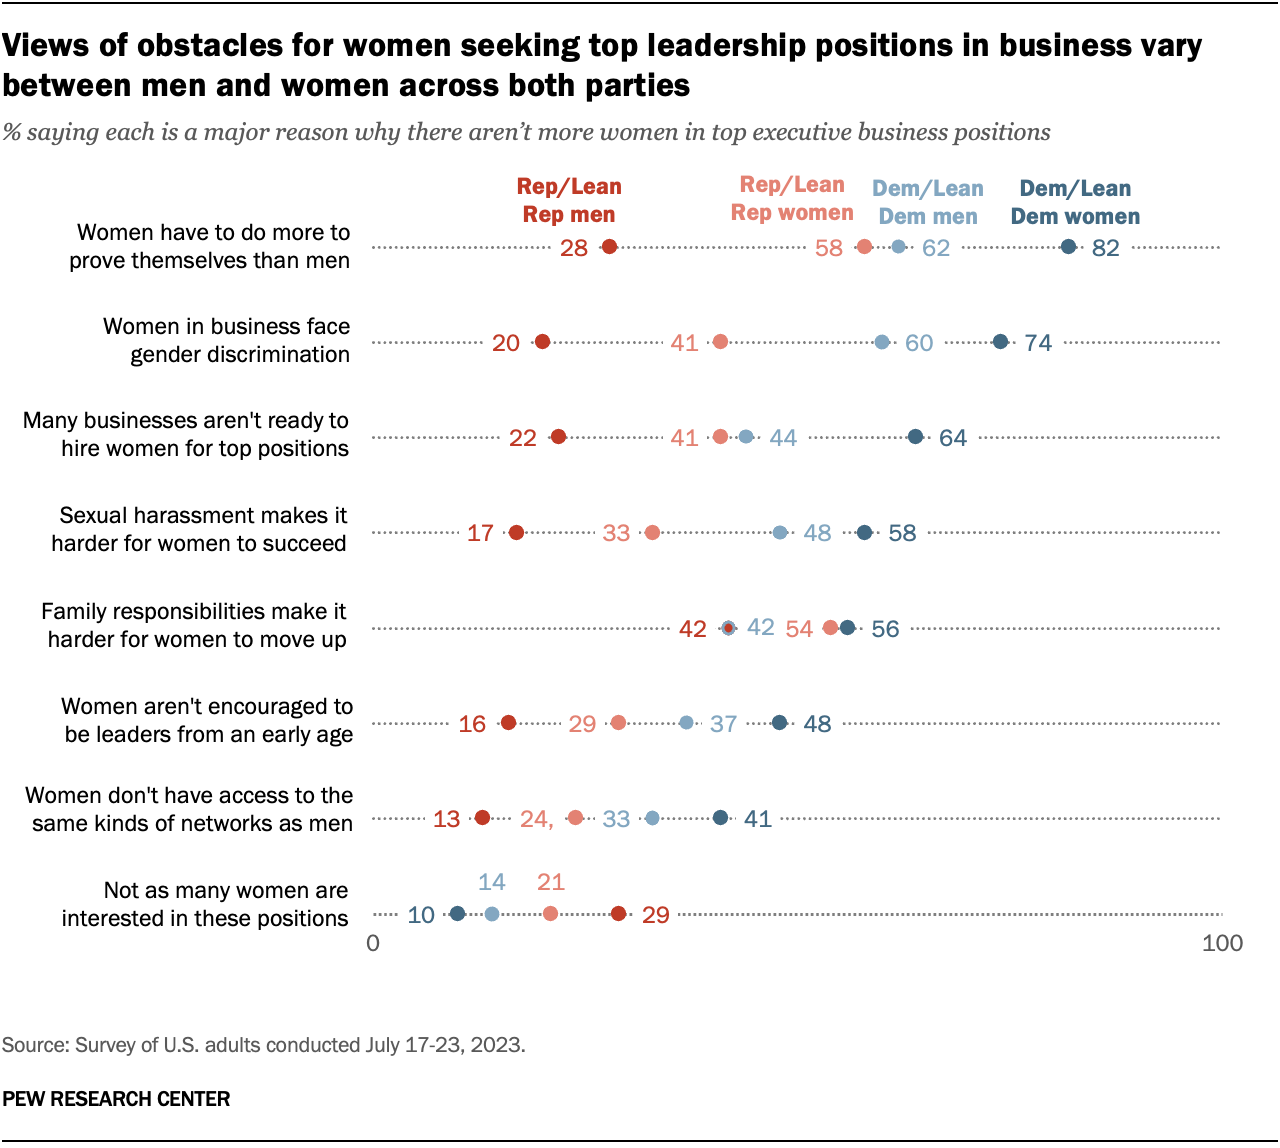 Views of obstacles for women seeking top leadership positions in business vary
between men and women across both parties
% saying each is a major reason why there aren’t more women in top executive business positions
Rep/Lean
Rep men
Rep/Lean
Rep women
Dem/Lean
Dem men
Dem/Lean
Dem women
Women have to do more to
prove themselves than men
28 58 62 82
Women in business face
gender discrimination
20 41 60 74
Many businesses aren't ready to
hire women for top positions
22 41 44 64
Sexual harassment makes it
harder for women to succeed
17 33 48 58
Family responsibilities make it
harder for women to move up
42 42 54 56
Women aren't encouraged to
be leaders from an early age
16 29 37 48
Women don't have access to the
same kinds of networks as men
13 24, 33 41
Not as many women are
interested in these positions
14 21
10 29
0 100
Source: Survey of U.S. adults conducted July 17-23, 2023.
PEW RESEARCH CENTER